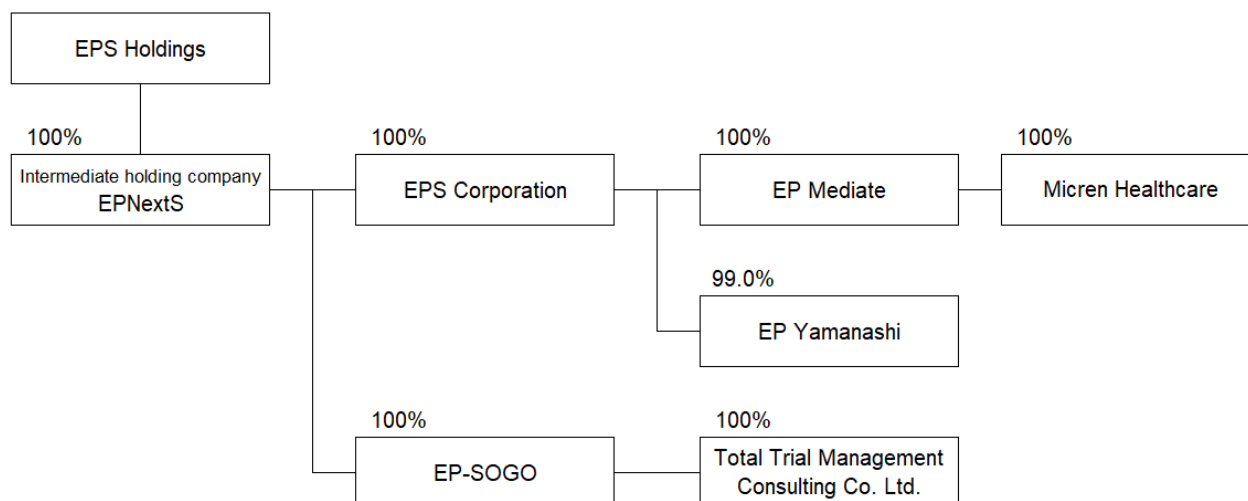 EPS Holdings
100%
Intermediate holding company
EPNextS
100%
EPS Corporation
100%
EP Mediate
100%
Micren Healthcare
99.0%
EP Yamanashi
100%
EP-SOGO
100%
Total Trial Management
Consulting Co. Ltd.